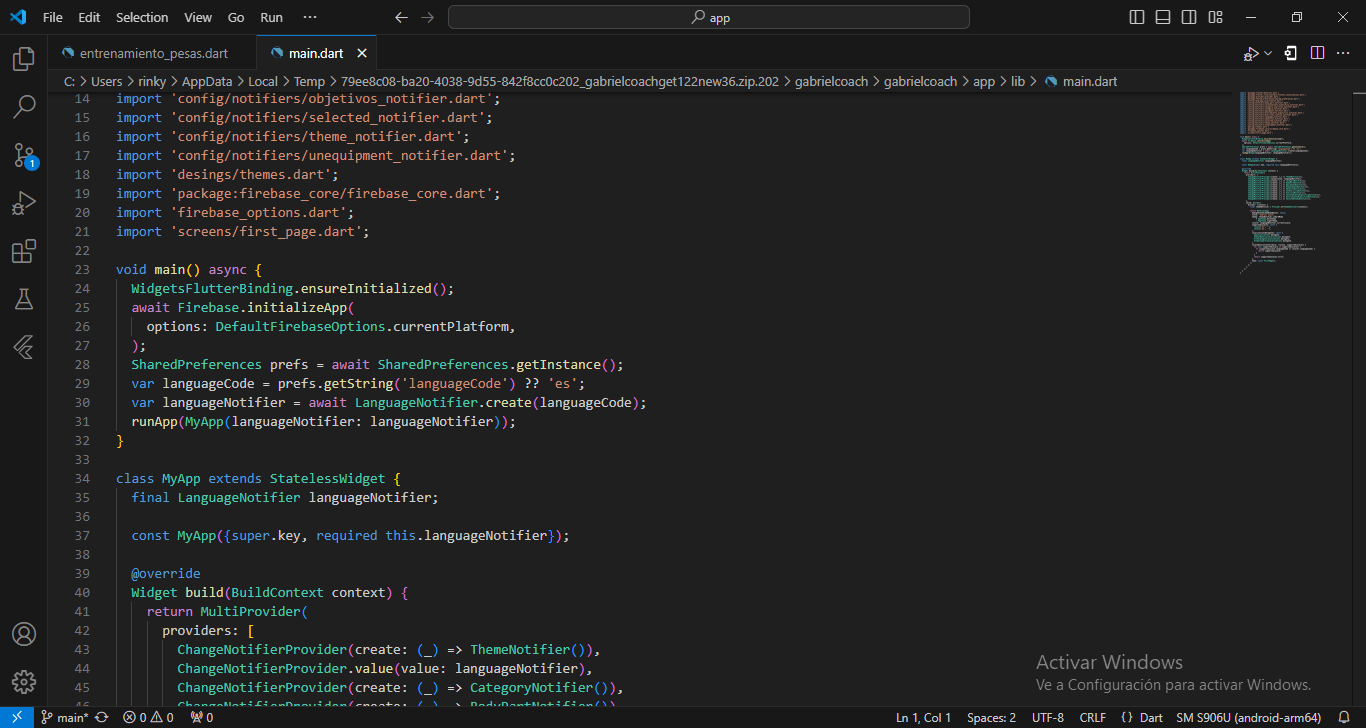 File Edit Selection View Go Run ···
app
entrenamiento_pesas.dart
main.dart
C: > Users > rinky > AppData > Local > Temp > 79ee8c08-ba20-4038-9d55-842f8cc0c202_gabrielcoachget122new36.zip.202 > gabrielcoach > gabrielcoach > app > lib > main.dart
14 import 'config/notifiers/objetivos_notifier.dart';
15 import 'config/notifiers/selected_notifier.dart';
16 import 'config/notifiers/theme_notifier.dart';
17 import 'config/notifiers/unequipment_notifier.dart';
18 import 'desings/themes.dart';
19 import 'package:firebase_core/firebase_core.dart';
20 import 'firebase_options.dart';
21 import 'screens/first_page.dart';
22
23 void main() async {
24 WidgetsFlutterBinding.ensureInitialized();
25 await Firebase.initializeApp(
26 options: DefaultFirebaseOptions.currentPlatform,
27 );
28 SharedPreferences prefs = await SharedPreferences.getInstance();
29 var languageCode = prefs.getString('languageCode') ?? 'es';
30 var languageNotifier = await LanguageNotifier.create(languageCode);
31 runApp(MyApp(languageNotifier: languageNotifier));
32 }
33
34 class MyApp extends StatelessWidget {
35 final LanguageNotifier languageNotifier;
36
37 const MyApp({super.key, required this.languageNotifier});
38
39 @override
40 Widget build(BuildContext context) {
41 return MultiProvider(
42 providers: [
43 ChangeNotifierProvider(create: (_) => ThemeNotifier()),
44 ChangeNotifierProvider.value(value: languageNotifier),
45 ChangeNotifierProvider(create: (_) => CategoryNotifier()),
46 ChangeNotifierProvider(create: (_) => BodyPartNotifier()),
Activar Windows
Ve a Configuración para activar Windows.
1
main* 0 0 0
Ln 1, Col 1 Spaces: 2 UTF-8 CRLF {} Dart SM S906U (android-arm64)